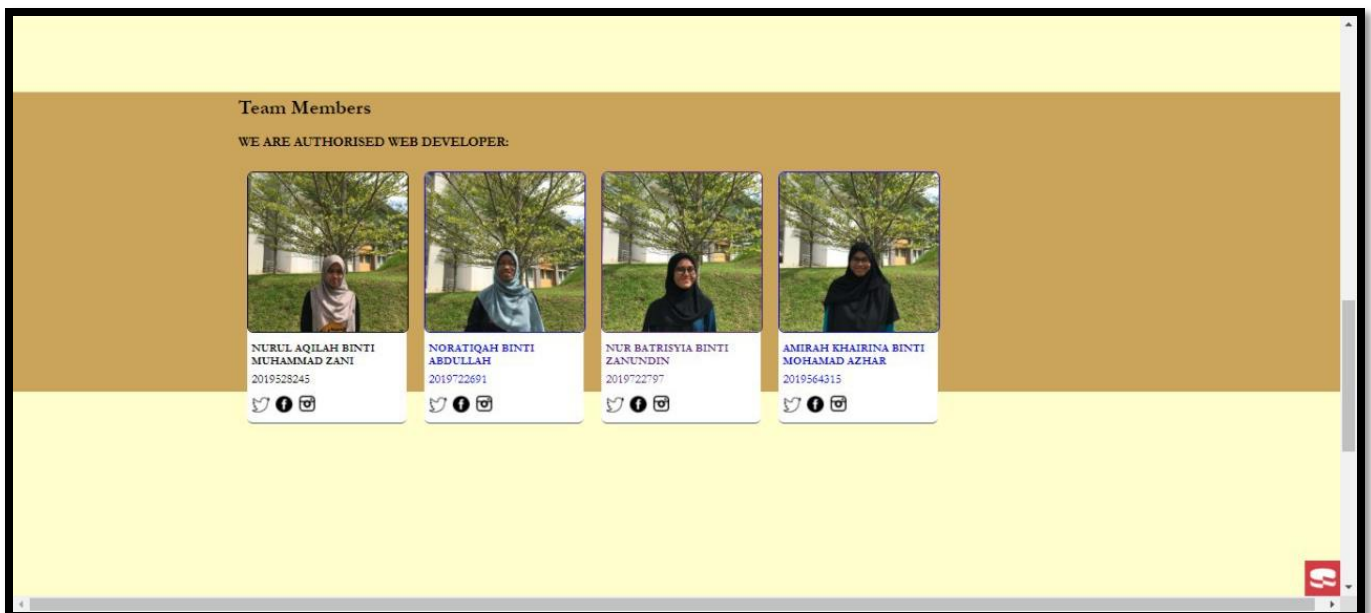 Team Members
WE ARE AUTHORISED WEB DEVELOPER:
NURUL AQILAH BINTI
MUHAMMAD ZANI
2019528245
NORATIQAH BINTI
ABDULLAH
2019722691
NUR BATRISYIA BINTI
ZANUNDIN
2019722797
AMIRAH KHAIRINA BINTI
MOHAMAD AZHAR
2019564315